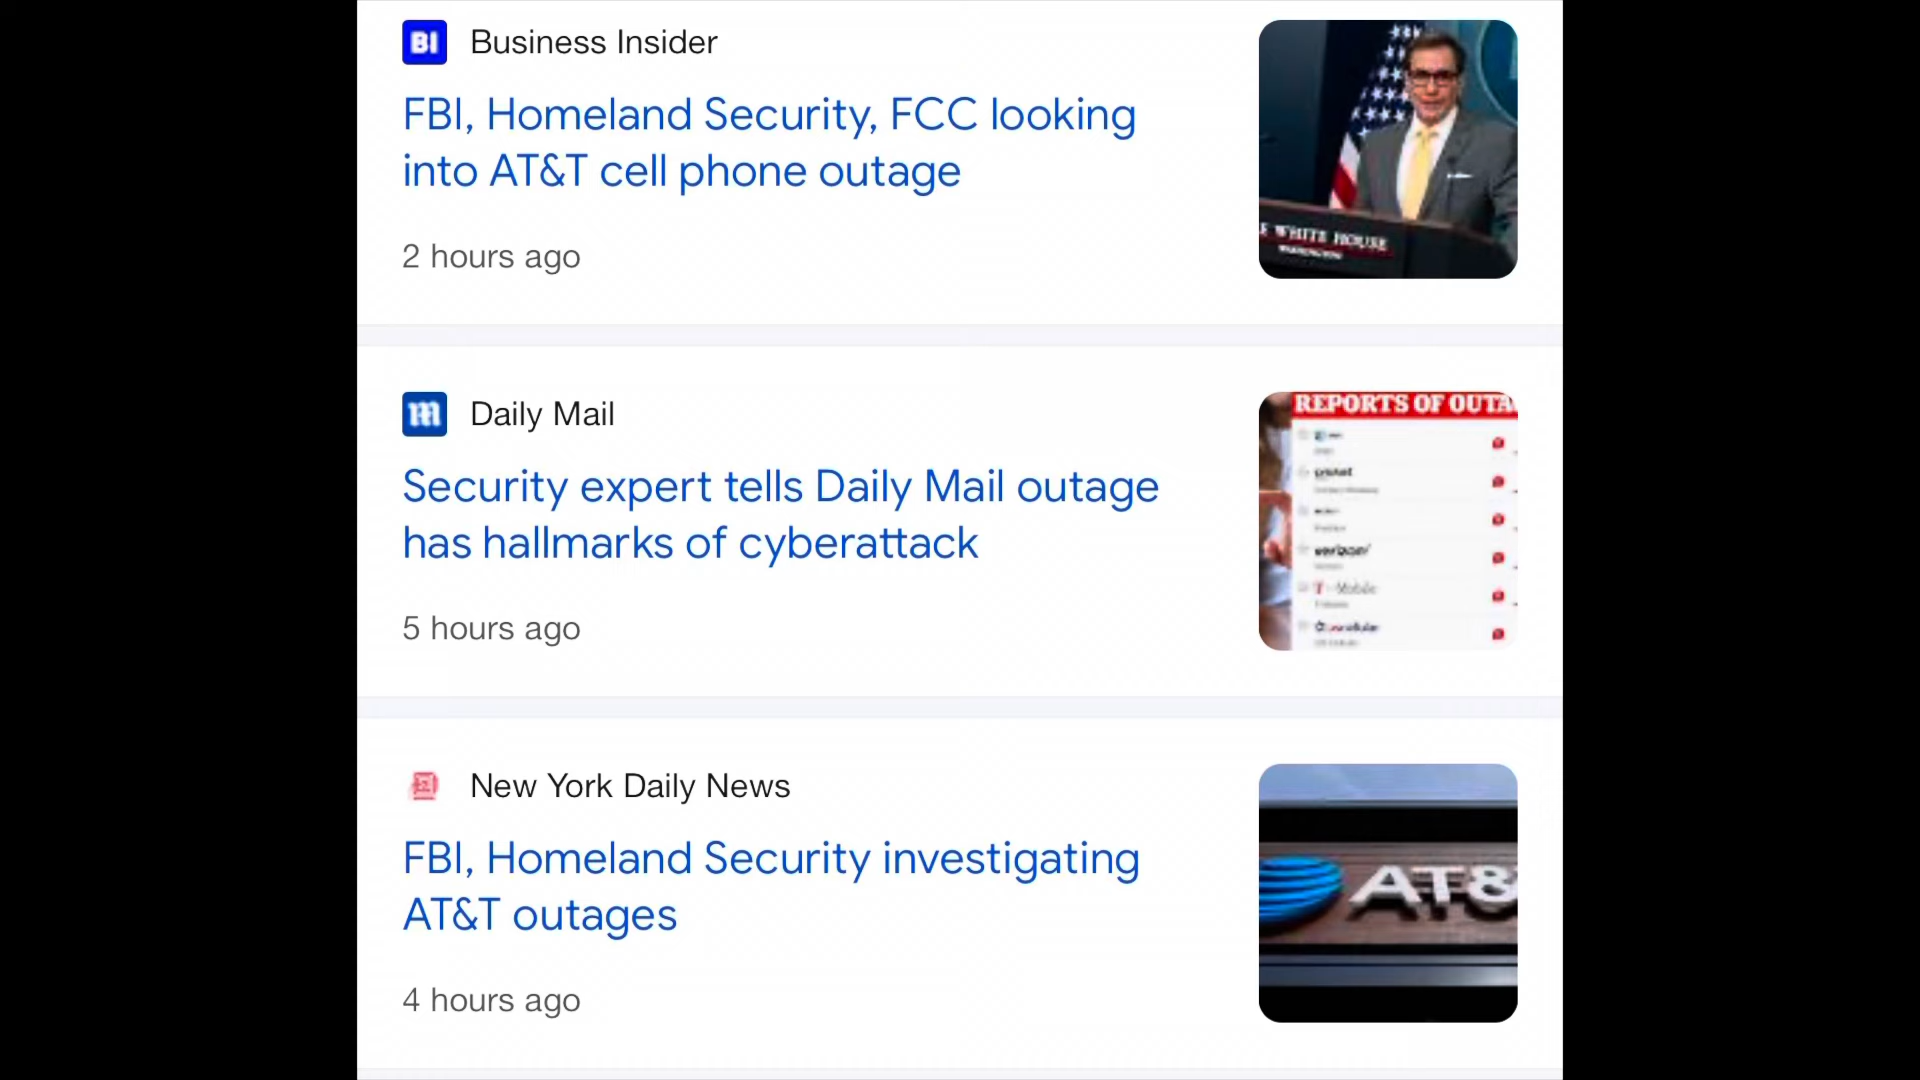 BI Business Insider
FBI, Homeland Security, FCC looking
into AT&T cell phone outage
2 hours ago
WHITE HOUSE
WASHINGTON
m Daily Mail
Security expert tells Daily Mail outage
has hallmarks of cyberattack
5 hours ago
REPORTS OF OUTA
cricket
verizon
T-Mobile
New York Daily News
FBI, Homeland Security investigating
AT&T outages
4 hours ago
AT&